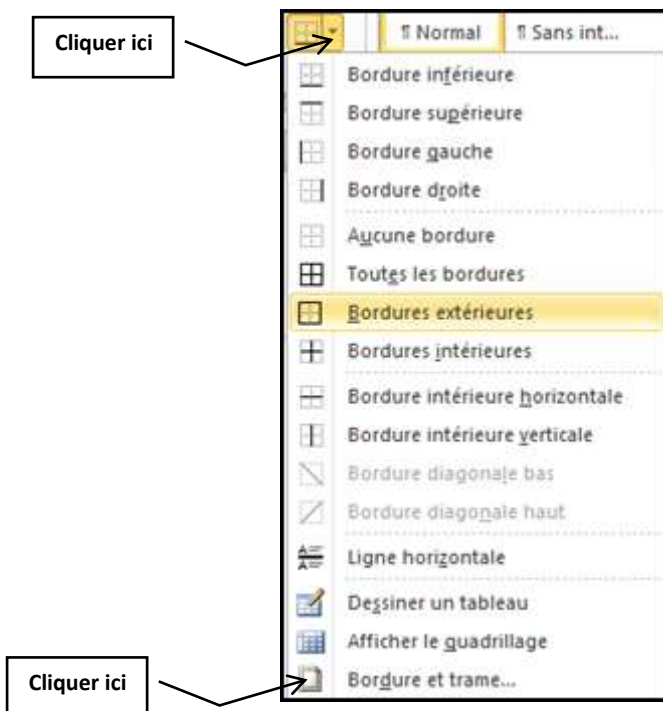 Cliquer ici
¶ Normal ¶ Sans int...
Bordure inférieure
Bordure supérieure
Bordure gauche
Bordure droite
Aucune bordure
Toutes les bordures
Bordures extérieures
Bordures intérieures
Bordure intérieure horizontale
Bordure intérieure verticale
Bordure diagonale bas
Bordure diagonale haut
Ligne horizontale
Dessiner un tableau
Afficher le quadrillage
Cliquer ici
Bordure et trame...